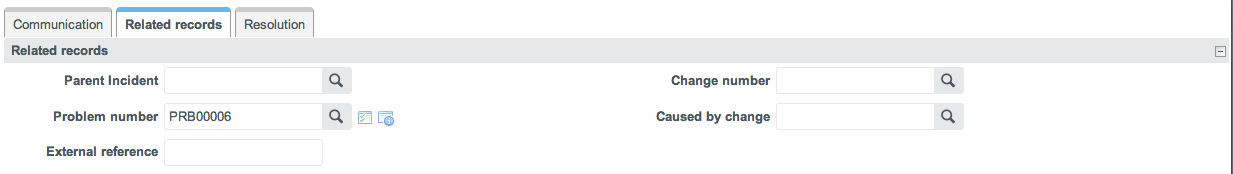 Communication Related records Resolution
Related records
Parent Incident Change number
Problem number PRB00006 Caused by change
External reference